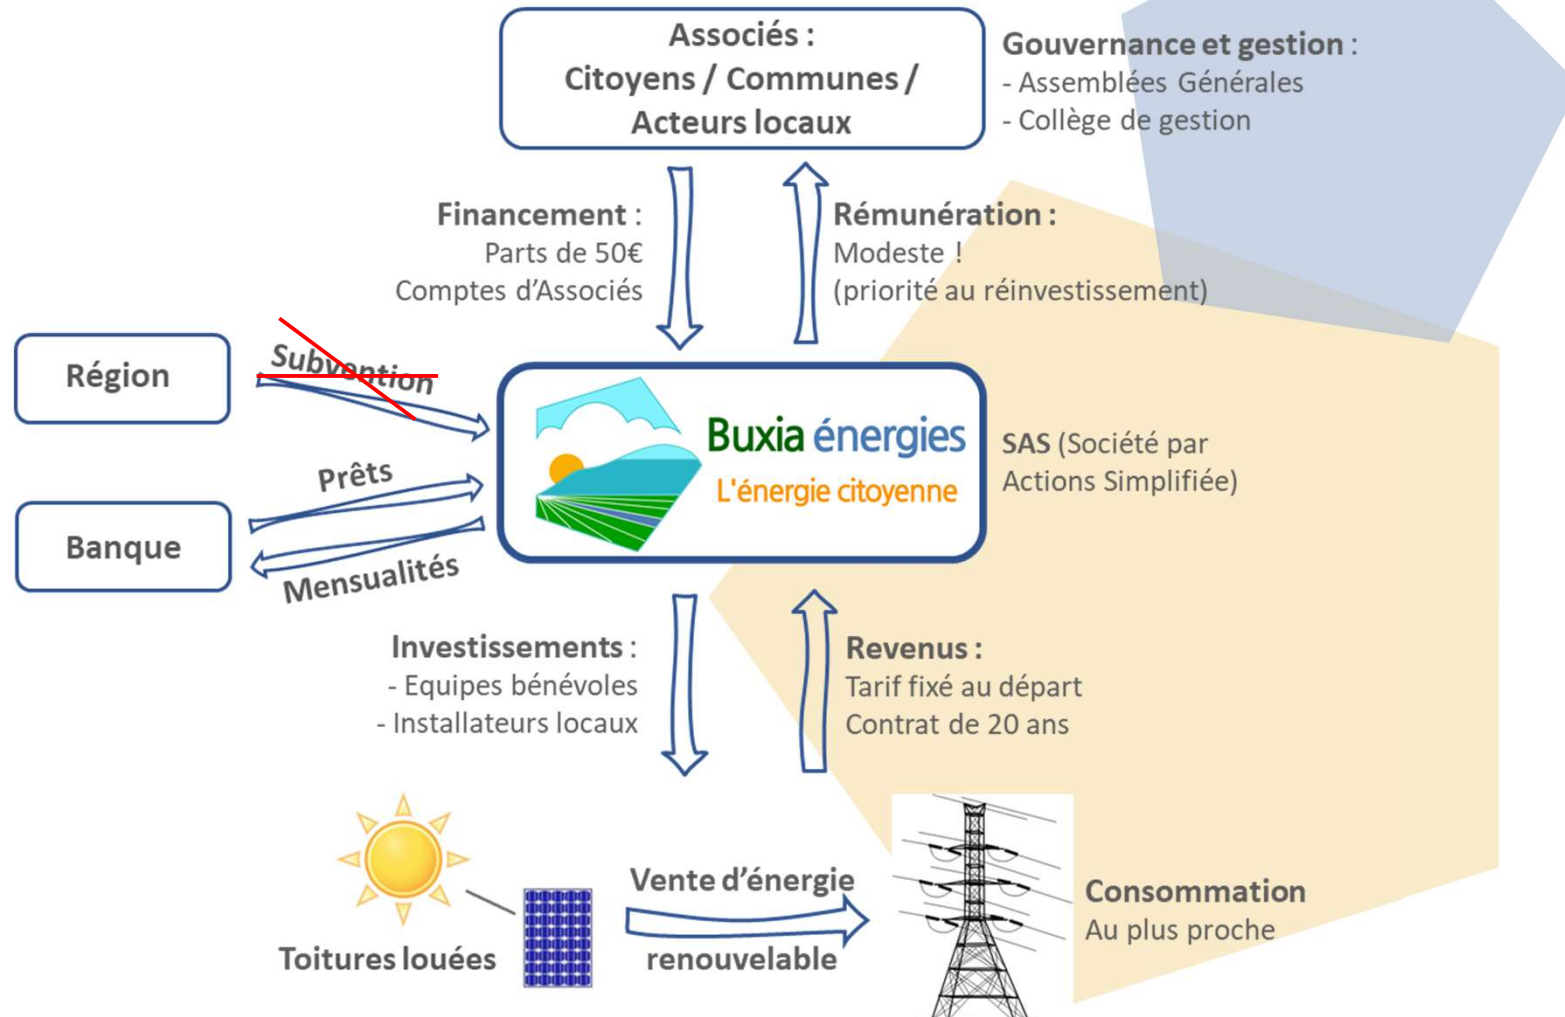 Associés :
Citoyens / Communes /
Acteurs locaux
Gouvernance et gestion :
- Assemblées Générales
- Collège de gestion
Financement :
Parts de 50€
Comptes d’Associés
Rémunération :
Modeste !
(priorité au réinvestissement)
Région
Subvention
Banque
Prêts
Mensualités
Buxia énergies
L'énergie citoyenne
SAS (Société par
Actions Simplifiée)
Investissements :
- Equipes bénévoles
- Installateurs locaux
Revenus :
Tarif fixé au départ
Contrat de 20 ans
Toitures louées
Vente d’énergie
renouvelable
Consommation
Au plus proche